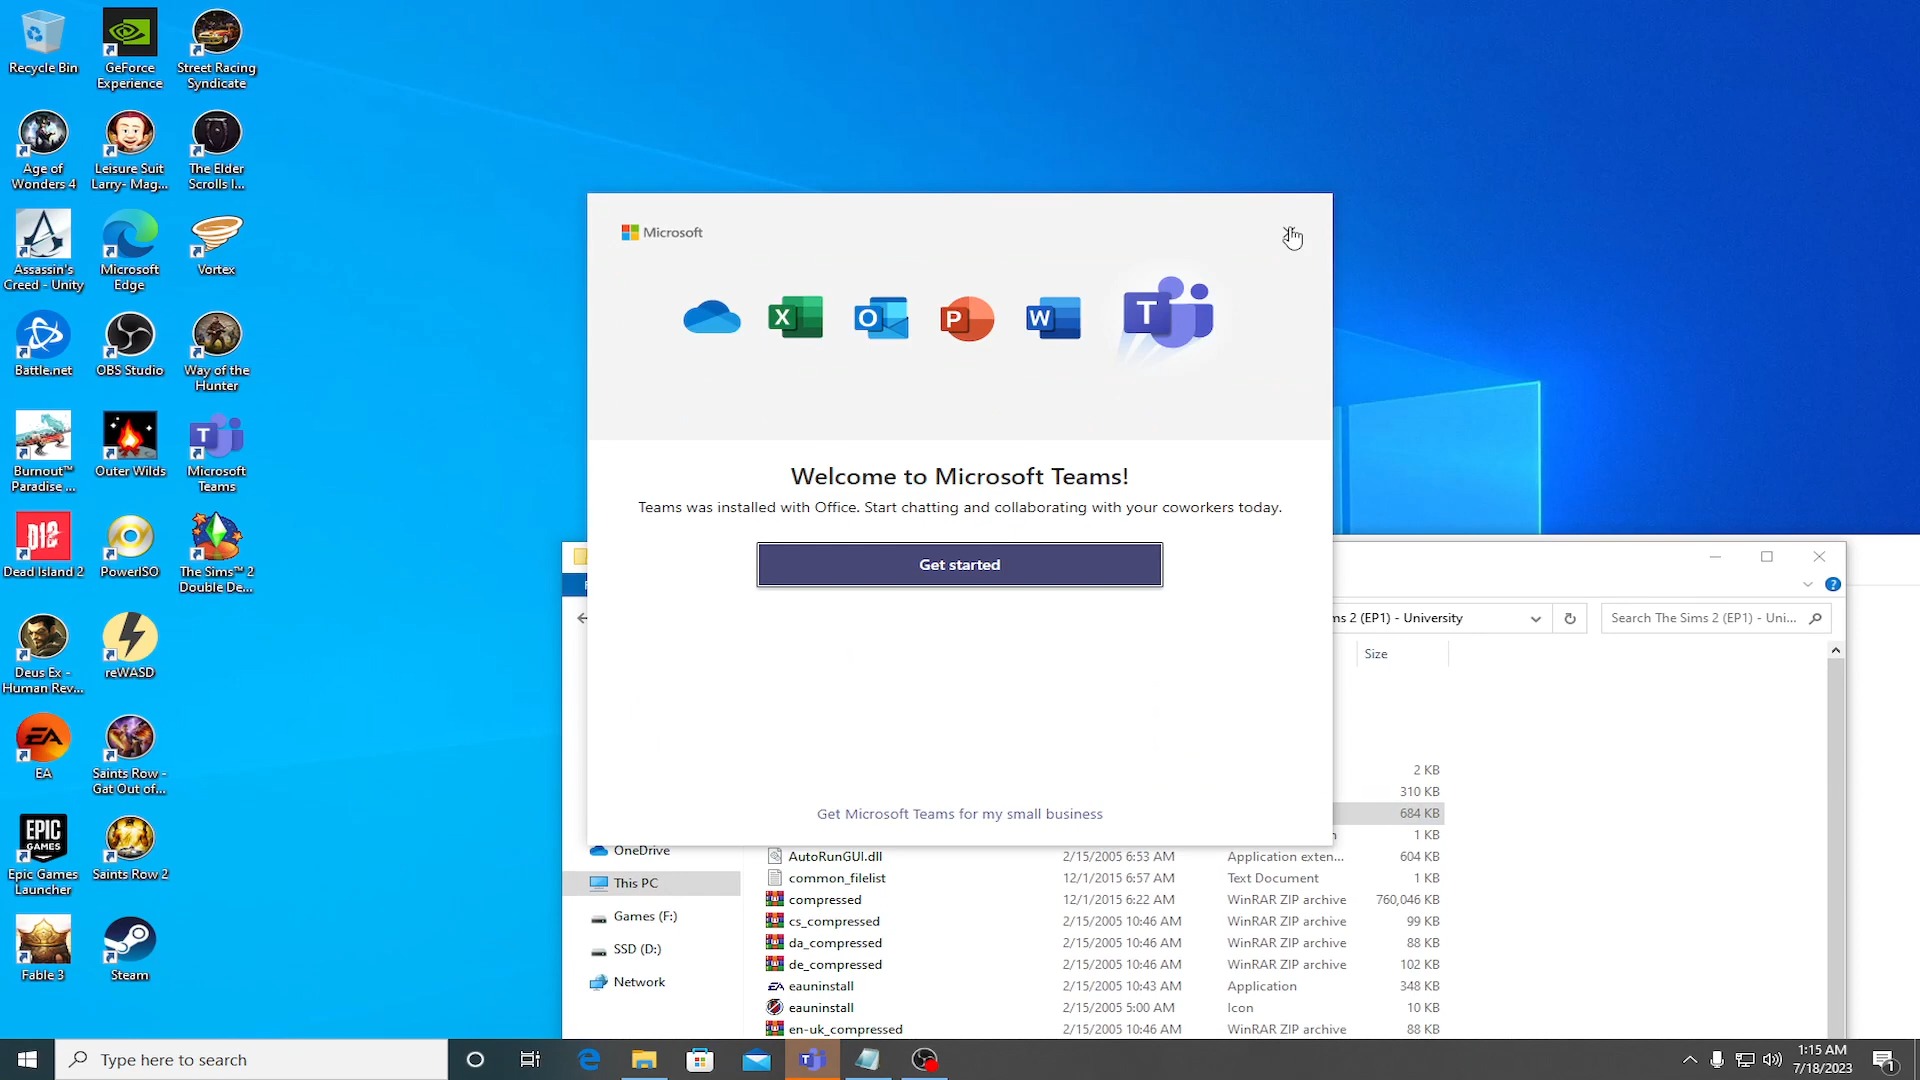 Recycle Bin
GeForce
Experience
Street Racing
Syndicate
Age of
Wonders 4
Leisure Suit
Larry- Mag...
The Elder
Scrolls I...
Assassin's
Creed - Unity
Microsoft
Edge
Vortex
Battle.net
OBS Studio
Way of the
Hunter
Burnout™
Paradise ...
Outer Wilds
T
Microsoft
Teams
DI2
Dead Island 2
PowerISO
The Sims™ 2
Double De...
Deus Ex -
Human Rev...
reWASD
EA
EA
Saints Row -
Gat Out of...
EPIC
GAMES
Epic Games
Launcher
Saints Row 2
Fable 3
Steam
Microsoft
X
O
P
W
T
Welcome to Microsoft Teams!
Teams was installed with Office. Start chatting and collaborating with your coworkers today.
Get started
Get Microsoft Teams for my small business
ms 2 (EP1) - University
Search The Sims 2 (EP1) - Uni...
Size
2 KB
310 KB
684 KB
1 KB
OneDrive
This PC
Games (F:)
SSD (D:)
Network
AutoRunGUI.dll 2/15/2005 6:53 AM Application exten... 604 KB
common_filelist 12/1/2015 6:57 AM Text Document 1 KB
compressed 12/1/2015 6:22 AM WinRAR ZIP archive 760,046 KB
cs_compressed 2/15/2005 10:46 AM WinRAR ZIP archive 99 KB
da_compressed 2/15/2005 10:46 AM WinRAR ZIP archive 88 KB
de_compressed 2/15/2005 10:46 AM WinRAR ZIP archive 102 KB
eauninstall 2/15/2005 10:43 AM Application 348 KB
eauninstall 2/15/2005 5:00 AM Icon 10 KB
en-uk_compressed 2/15/2005 10:46 AM WinRAR ZIP archive 88 KB
Type here to search
1:15 AM
7/18/2023
1